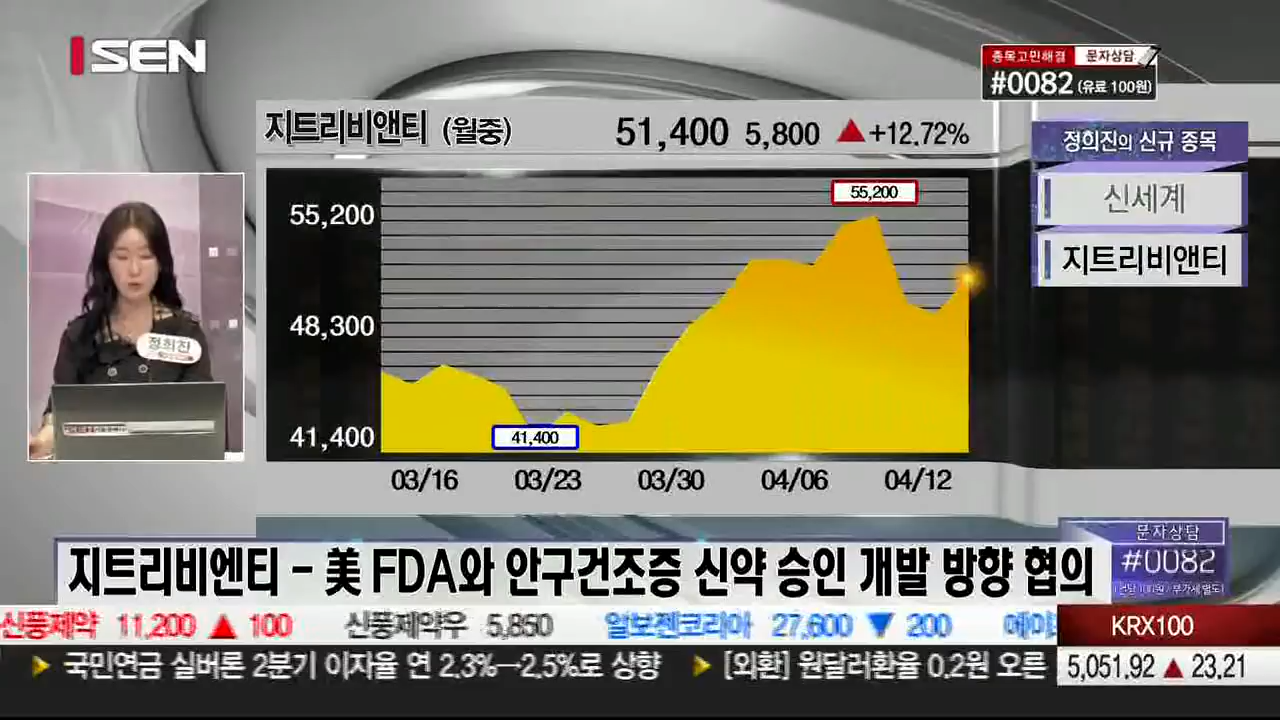 SEN
종목고민해결 문자상담
#0082 (유료 100원)
지트리비앤티 (월중) 51,400 5,800 ▲+12.72%
정희진의 신규 종목
신세계
지트리비앤티
55,200
55,200
48,300
41,400
41,400
03/16 03/23 03/30 04/06 04/12
정희진
지트리비엔티 - 美 FDA와 안구건조증 신약 승인 개발 방향 협의
문자상담
#0082
신풍제약 11,200 ▲ 100 신풍제약우 5,850 일보젠코리아 27,600 ▼ 200
KRX100
국민연금 실버론 2분기 이자율 연 2.3%→2.5%로 상향 [외환] 원달러환율 0.2원 오른
5,051.92 ▲ 23.21